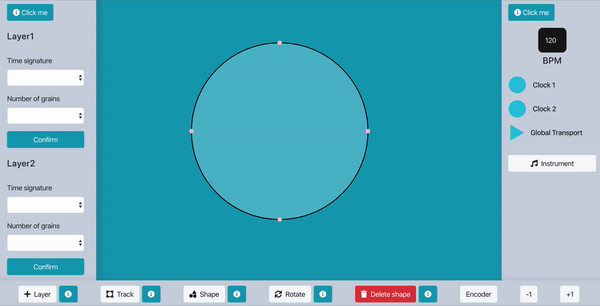 Click me
Layer1
Time signature
Number of grains
Confirm
Layer2
Time signature
Number of grains
Confirm
Click me
120
BPM
Clock 1
Clock 2
Global Transport
Instrument
Layer
Track
Shape
Rotate
Delete shape
Encoder
-1
+1